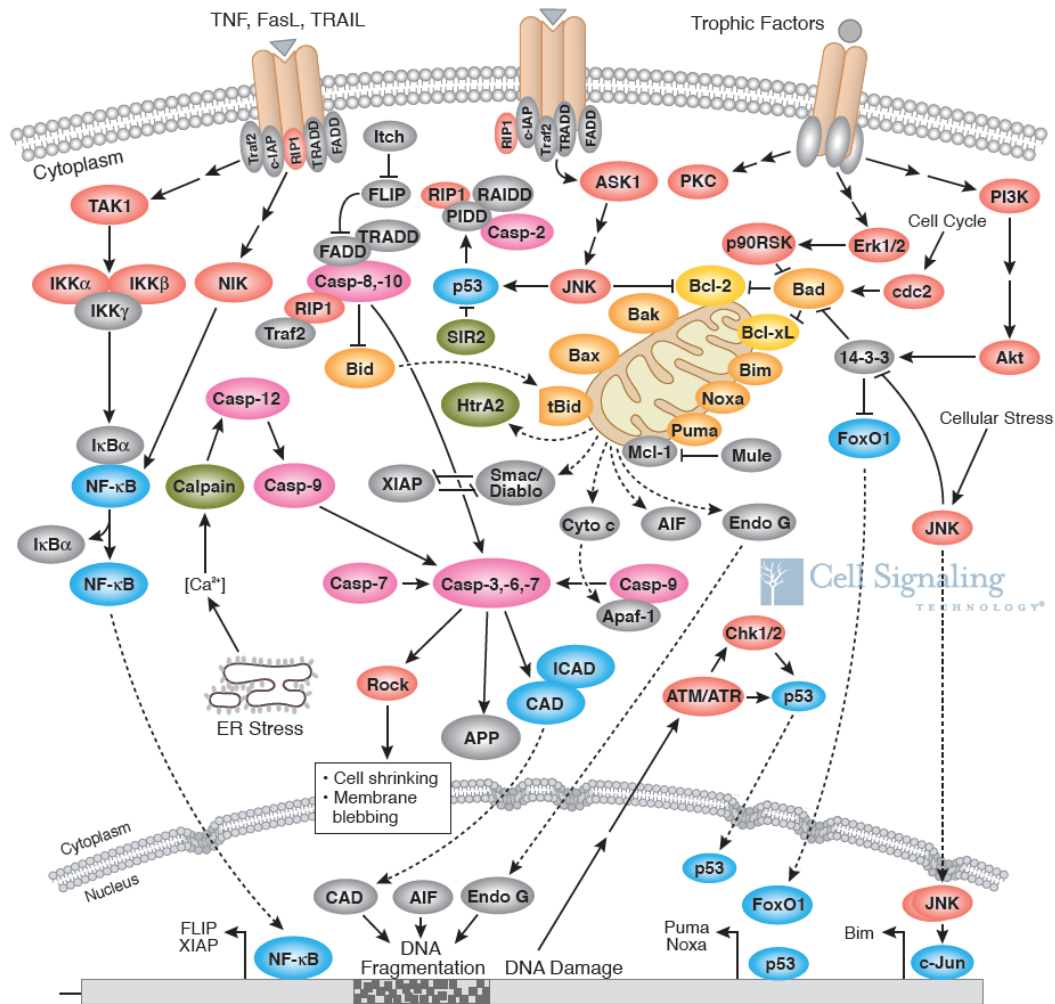 TNF, FasL, TRAIL
Trophic Factors
Traf2
c-IAP
RIP1
TRADD
FADD
RIP1
c-IAP
Traf2
TRADD
FADD
Cytoplasm
Itch
FLIP
TAK1
RIP1
RAIDD
PIDD
Casp-2
ASK1
PKC
PI3K
Cell Cycle
FADD
TRADD
p90RSK
Erk1/2
IKKα
IKKβ
IKKγ
NIK
Casp-8,-10
RIP1
Traf2
p53
JNK
Bcl-2
Bad
cdc2
SIR2
Bak
Bcl-xL
14-3-3
Akt
Bid
Bax
Bim
Casp-12
HtrA2
tBid
Noxa
Puma
Mcl-1
Mule
FoxO1
Cellular Stress
IκBα
NF-κB
Calpain
Casp-9
XIAP
Smac/
Diablo
Cyto c
AIF
Endo G
JNK
IκBα
NF-κB
[Ca²⁺]
Casp-7
Casp-3,-6,-7
Casp-9
Apaf-1
Cell Signaling
TECHNOLOGY®
Chk1/2
ER Stress
Rock
ICAD
CAD
APP
ATM/ATR
p53
• Cell shrinking
• Membrane
blebbing
Cytoplasm
Nucleus
p53
CAD
AIF
Endo G
FoxO1
JNK
FLIP
XIAP
NF-κB
DNA
Fragmentation
DNA Damage
Puma
Noxa
p53
Bim
c-Jun